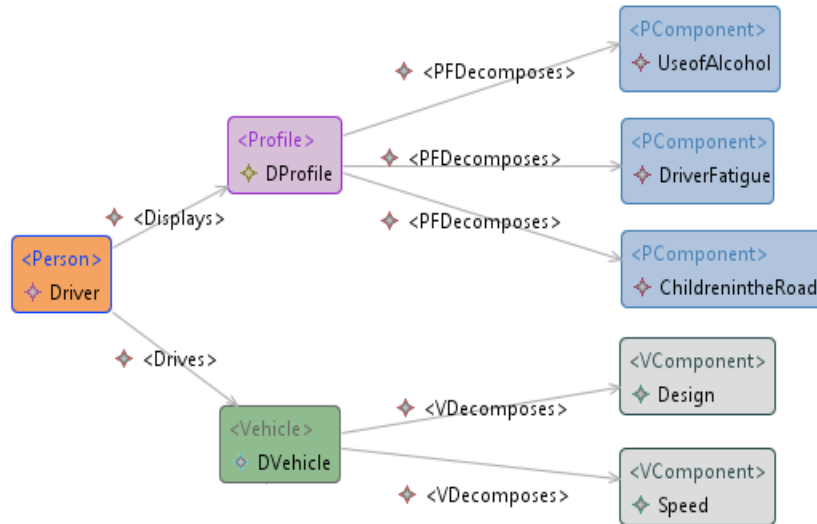 <PComponent>
UseofAlcohol
<PFDecomposes>
<Profile>
DProfile
<PFDecomposes>
<PComponent>
DriverFatigue
<Displays>
<PFDecomposes>
<Person>
Driver
<PComponent>
ChildrenintheRoad
<Drives>
<VComponent>
Design
<VDecomposes>
<Vehicle>
DVehicle
<VComponent>
Speed
<VDecomposes>